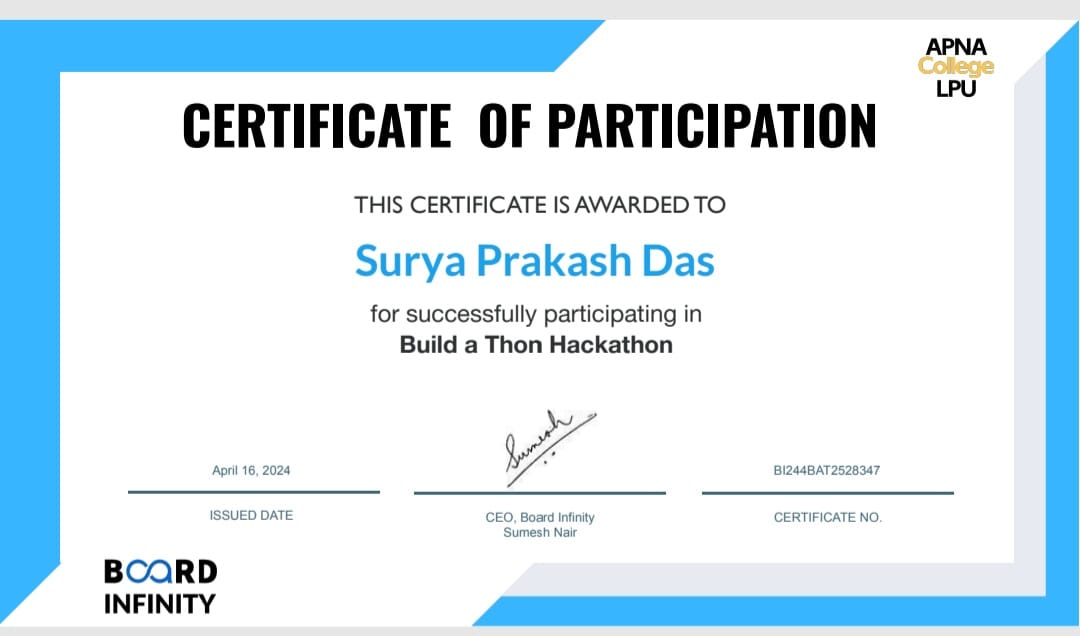 APNA
College
LPU
CERTIFICATE OF PARTICIPATION
THIS CERTIFICATE IS AWARDED TO
Surya Prakash Das
for successfully participating in
Build a Thon Hackathon
Sumesh
April 16, 2024
BI244BAT2528347
ISSUED DATE
CEO, Board Infinity
Sumesh Nair
CERTIFICATE NO.
BOARD
INFINITY